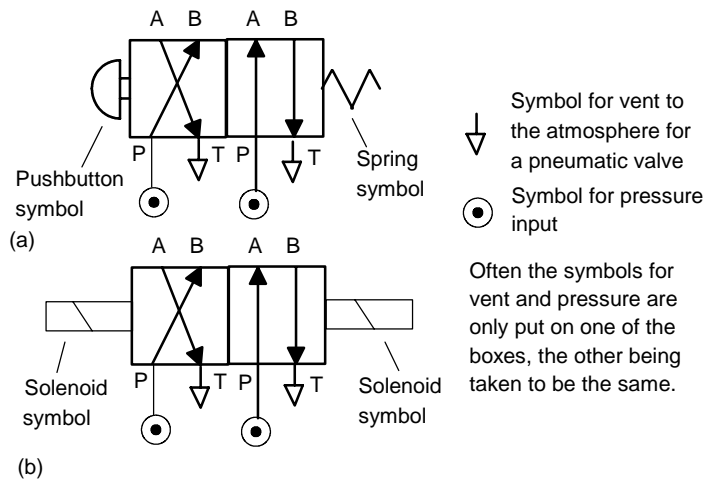 A B A B
P T P T
Pushbutton
symbol
Spring
symbol
(a)
Symbol for vent to
the atmosphere for
a pneumatic valve
Symbol for pressure
input
A B A B
P T P T
Solenoid
symbol
Solenoid
symbol
(b)
Often the symbols for
vent and pressure are
only put on one of the
boxes, the other being
taken to be the same.